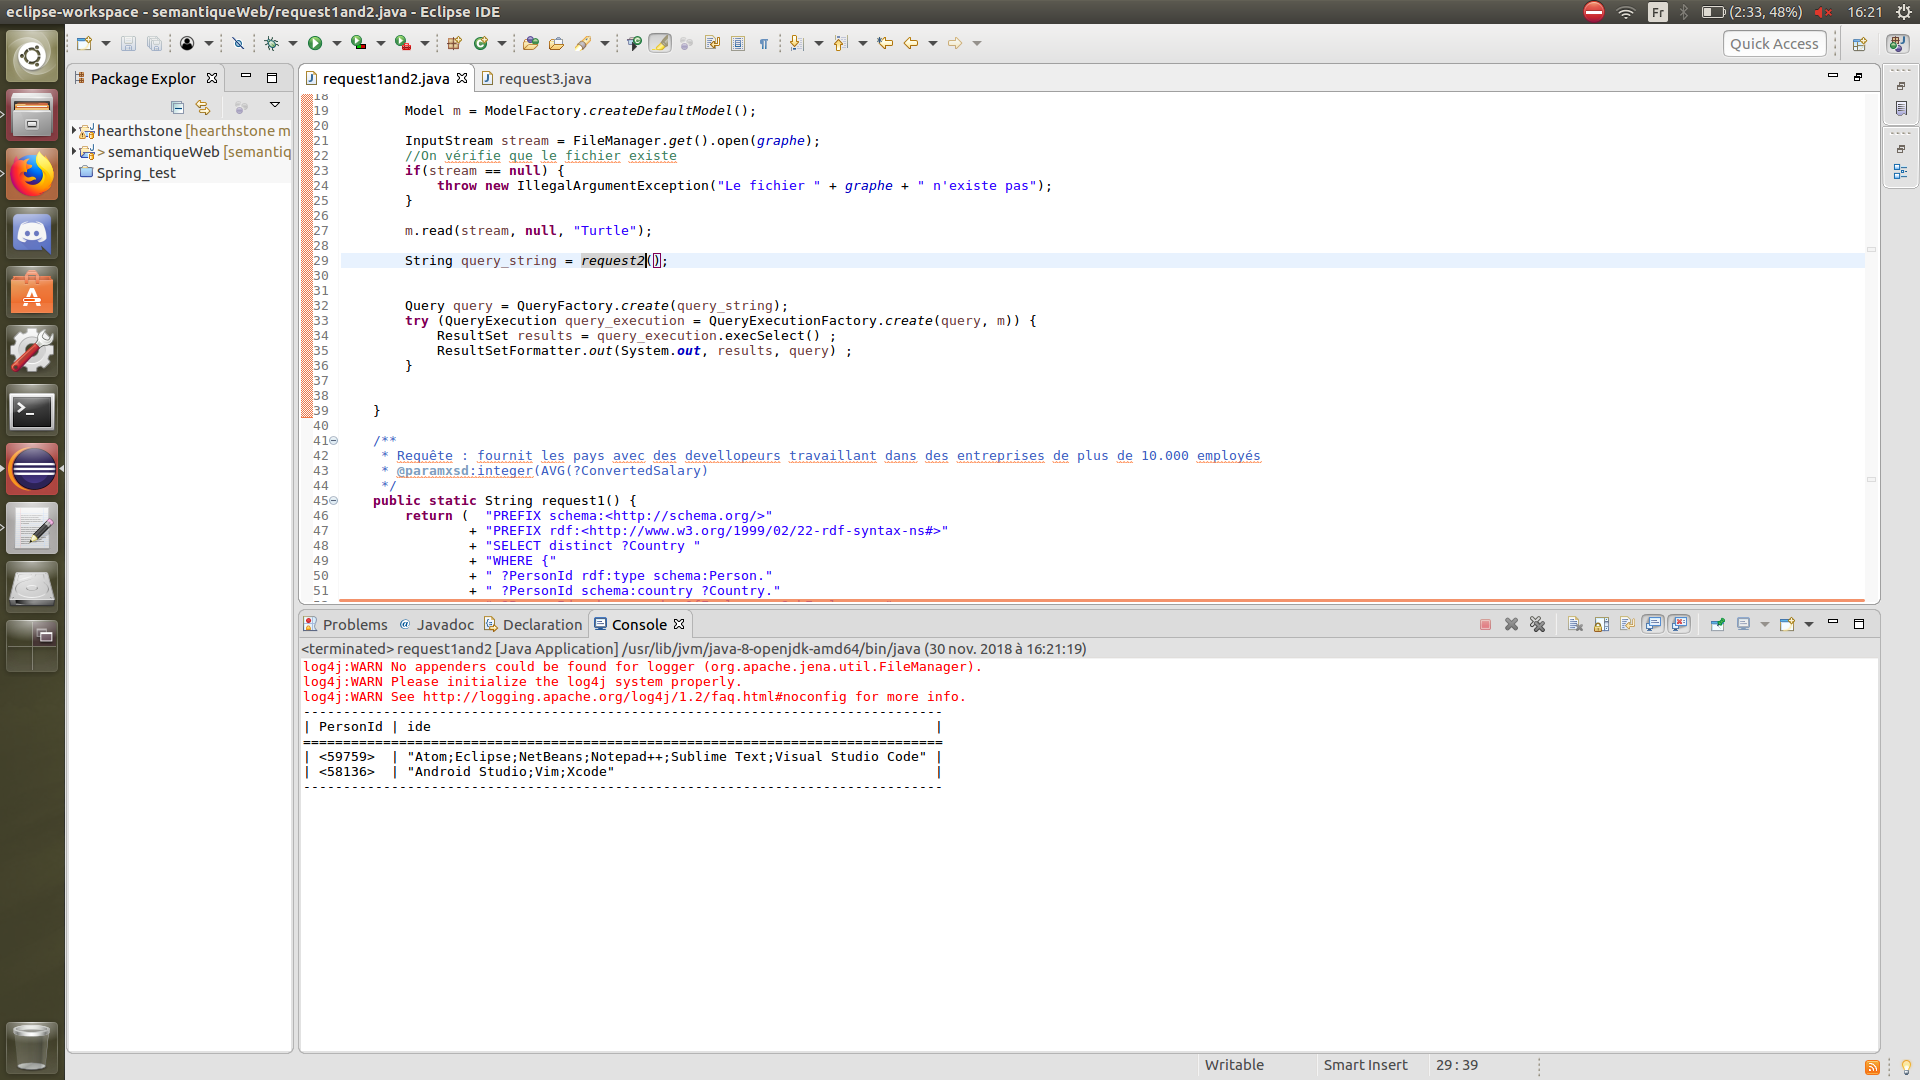 eclipse-workspace - semantiqueWeb/request1and2.java - Eclipse IDE
Fr
(2:33, 48%)
16:21
Quick Access
Package Explor
request1and2.java
request3.java
hearthstone [hearthstone m
> semantiqueWeb [semantiq
Spring_test
18
19 Model m = ModelFactory.createDefaultModel();
20
21 InputStream stream = FileManager.get().open(graphe);
22 //On vérifie que le fichier existe
23 if(stream == null) {
24 throw new IllegalArgumentException("Le fichier " + graphe + " n'existe pas");
25 }
26
27 m.read(stream, null, "Turtle");
28
29 String query_string = request2();
30
31
32 Query query = QueryFactory.create(query_string);
33 try (QueryExecution query_execution = QueryExecutionFactory.create(query, m)) {
34 ResultSet results = query_execution.execSelect() ;
35 ResultSetFormatter.out(System.out, results, query) ;
36 }
37
38
39 }
40
41 /**
42 * Requête : fournit les pays avec des devellopeurs travaillant dans des entreprises de plus de 10.000 employés
43 * @paramxsd:integer(AVG(?ConvertedSalary)
44 */
45 public static String request1() {
46 return ( "PREFIX schema:<http://schema.org/>"
47 + "PREFIX rdf:<http://www.w3.org/1999/02/22-rdf-syntax-ns#>"
48 + "SELECT distinct ?Country "
49 + "WHERE {"
50 + " ?PersonId rdf:type schema:Person."
51 + " ?PersonId schema:country ?Country."
Problems
Javadoc
Declaration
Console
<terminated> request1and2 [Java Application] /usr/lib/jvm/java-8-openjdk-amd64/bin/java (30 nov. 2018 à 16:21:19)
log4j:WARN No appenders could be found for logger (org.apache.jena.util.FileManager).
log4j:WARN Please initialize the log4j system properly.
log4j:WARN See http://logging.apache.org/log4j/1.2/faq.html#noconfig for more info.
--------------------------------------------------------------------------------
| PersonId | ide |
================================================================================
| <59759> | "Atom;Eclipse;NetBeans;Notepad++;Sublime Text;Visual Studio Code" |
| <58136> | "Android Studio;Vim;Xcode" |
--------------------------------------------------------------------------------
Writable
Smart Insert
29 : 39